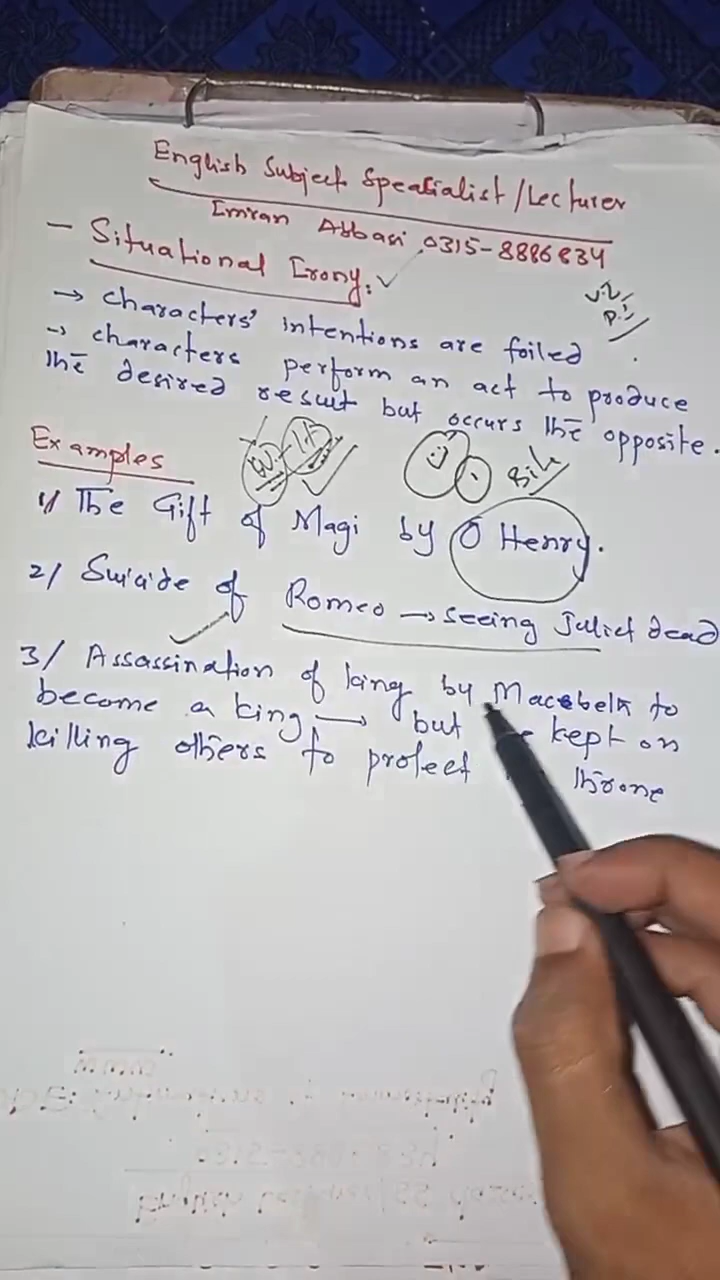 English Subject Specialist/Lecturer
Imran Abbasi 0315-8886834
- Situational Irony:
→ characters' intentions are foiled
→ characters perform an act to produce
the desired result but occurs the opposite.
Examples
1/ The Gift of Magi by O Henry.
2/ Suicide of Romeo → seeing Juliet dead
3/ Assassination of king by Macebeth to
become a king → but kept on
killing others to protect throne